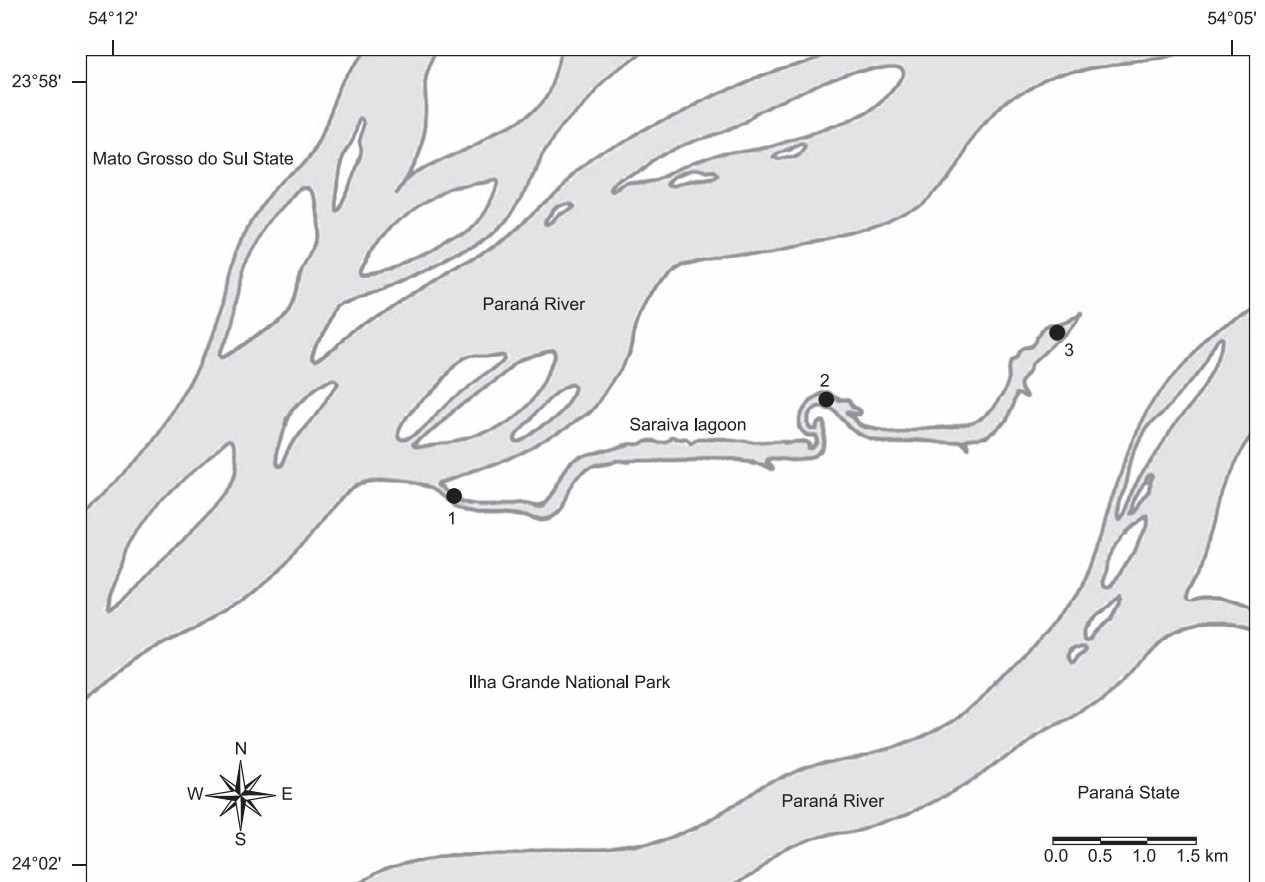 54°12' 54°05'
23°58'
Mato Grosso do Sul State
Paraná River
3
2
Saraiva lagoon
1
Ilha Grande National Park
N
W E
S
Paraná River
Paraná State
24°02'
0.0 0.5 1.0 1.5 km